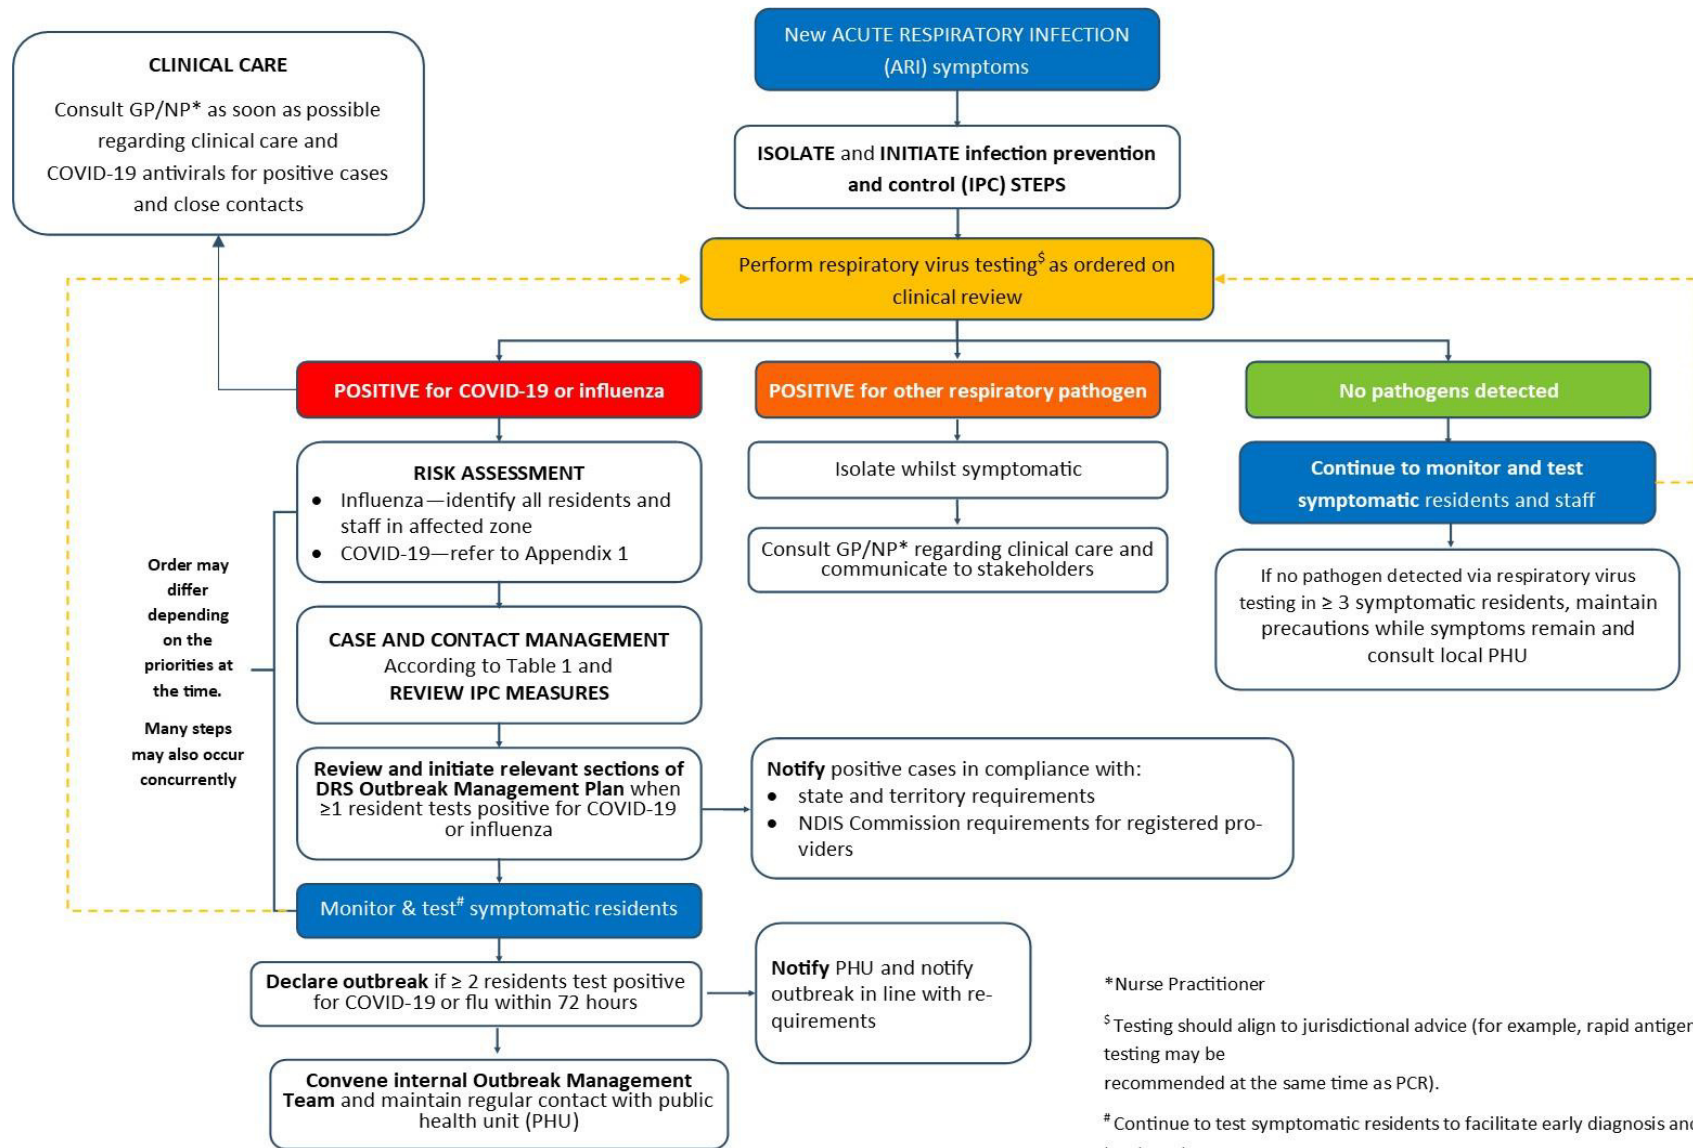 New ACUTE RESPIRATORY INFECTION
(ARI) symptoms
CLINICAL CARE
Consult GP/NP* as soon as possible
regarding clinical care and
COVID-19 antivirals for positive cases
and close contacts
ISOLATE and INITIATE infection prevention
and control (IPC) STEPS
Perform respiratory virus testing$ as ordered on
clinical review
POSITIVE for COVID-19 or influenza
POSITIVE for other respiratory pathogen
No pathogens detected
RISK ASSESSMENT
• Influenza—identify all residents and
staff in affected zone
• COVID-19—refer to Appendix 1
Isolate whilst symptomatic
Consult GP/NP* regarding clinical care and
communicate to stakeholders
Continue to monitor and test
symptomatic residents and staff
If no pathogen detected via respiratory virus
testing in ≥ 3 symptomatic residents, maintain
precautions while symptoms remain and
consult local PHU
Order may
differ
depending
on the
priorities at
the time.
Many steps
may also occur
concurrently
CASE AND CONTACT MANAGEMENT
According to Table 1 and
REVIEW IPC MEASURES
Review and initiate relevant sections of
DRS Outbreak Management Plan when
≥1 resident tests positive for COVID-19
or influenza
Notify positive cases in compliance with:
• state and territory requirements
• NDIS Commission requirements for registered pro-
viders
Monitor & test# symptomatic residents
Declare outbreak if ≥ 2 residents test positive
for COVID-19 or flu within 72 hours
Notify PHU and notify
outbreak in line with re-
quirements
Convene internal Outbreak Management
Team and maintain regular contact with public
health unit (PHU)
*Nurse Practitioner
$ Testing should align to jurisdictional advice (for example, rapid antigen
testing may be
recommended at the same time as PCR).
# Continue to test symptomatic residents to facilitate early diagnosis and